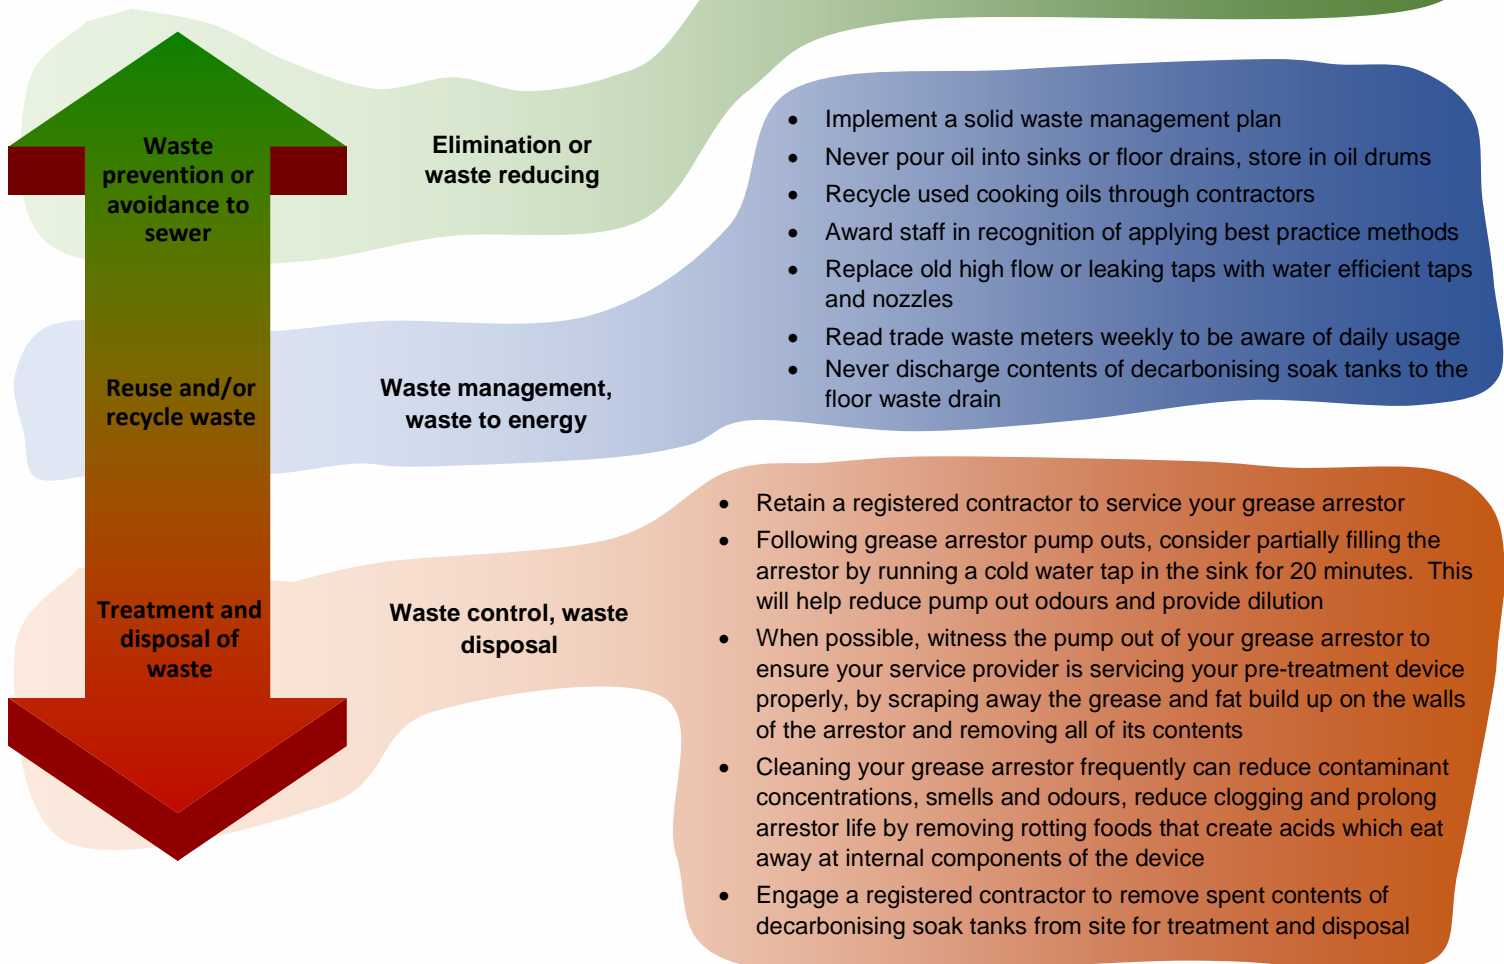 Waste
prevention or
avoidance to
sewer
Elimination or
waste reducing
Reuse and/or
recycle waste
Waste management,
waste to energy
• Implement a solid waste management plan
• Never pour oil into sinks or floor drains, store in oil drums
• Recycle used cooking oils through contractors
• Award staff in recognition of applying best practice methods
• Replace old high flow or leaking taps with water efficient taps
and nozzles
• Read trade waste meters weekly to be aware of daily usage
• Never discharge contents of decarbonising soak tanks to the
floor waste drain
Treatment and
disposal of
waste
Waste control, waste
disposal
• Retain a registered contractor to service your grease arrestor
• Following grease arrestor pump outs, consider partially filling the
arrestor by running a cold water tap in the sink for 20 minutes.  This
will help reduce pump out odours and provide dilution
• When possible, witness the pump out of your grease arrestor to
ensure your service provider is servicing your pre-treatment device
properly, by scraping away the grease and fat build up on the walls
of the arrestor and removing all of its contents
• Cleaning your grease arrestor frequently can reduce contaminant
concentrations, smells and odours, reduce clogging and prolong
arrestor life by removing rotting foods that create acids which eat
away at internal components of the device
• Engage a registered contractor to remove spent contents of
decarbonising soak tanks from site for treatment and disposal